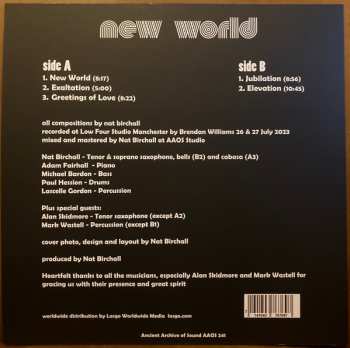 new world
side A
1. New World (8:17)
2. Exaltation (5:00)
3. Greetings of Love (8:22)
side B
1. Jubilation (8:56)
2. Elevation (10:45)
all compositions by nat birchall
recorded at Low Four Studio Manchester by Brendan Williams 26 & 27 July 2023
mixed and mastered by Nat Birchall at AAOS Studio
Nat Birchall - Tenor & soprano saxophone, bells (B2) and cabasa (A3)
Adam Fairhall - Piano
Michael Bardon - Bass
Paul Hession - Drums
Lascelle Gordon - Percussion
Plus special guests:
Alan Skidmore - Tenor saxophone (except A2)
Mark Wastell - Percussion (except B1)
cover photo, design and layout by Nat Birchall
produced by Nat Birchall
Heartfelt thanks to all the musicians, especially Alan Skidmore and Mark Wastell for
gracing us with their presence and great spirit
worldwide distribution by Lasgo Worldwide Media lasgo.com
Ancient Archive of Sound AAOS 241